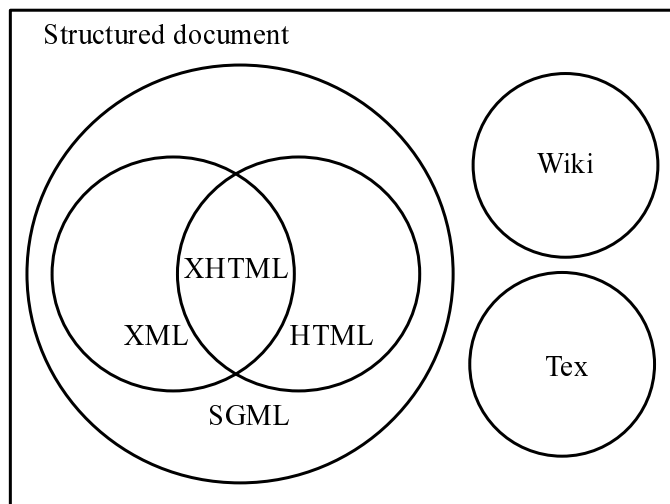 Structured document
Wiki
XHTML
XML
HTML
Tex
SGML